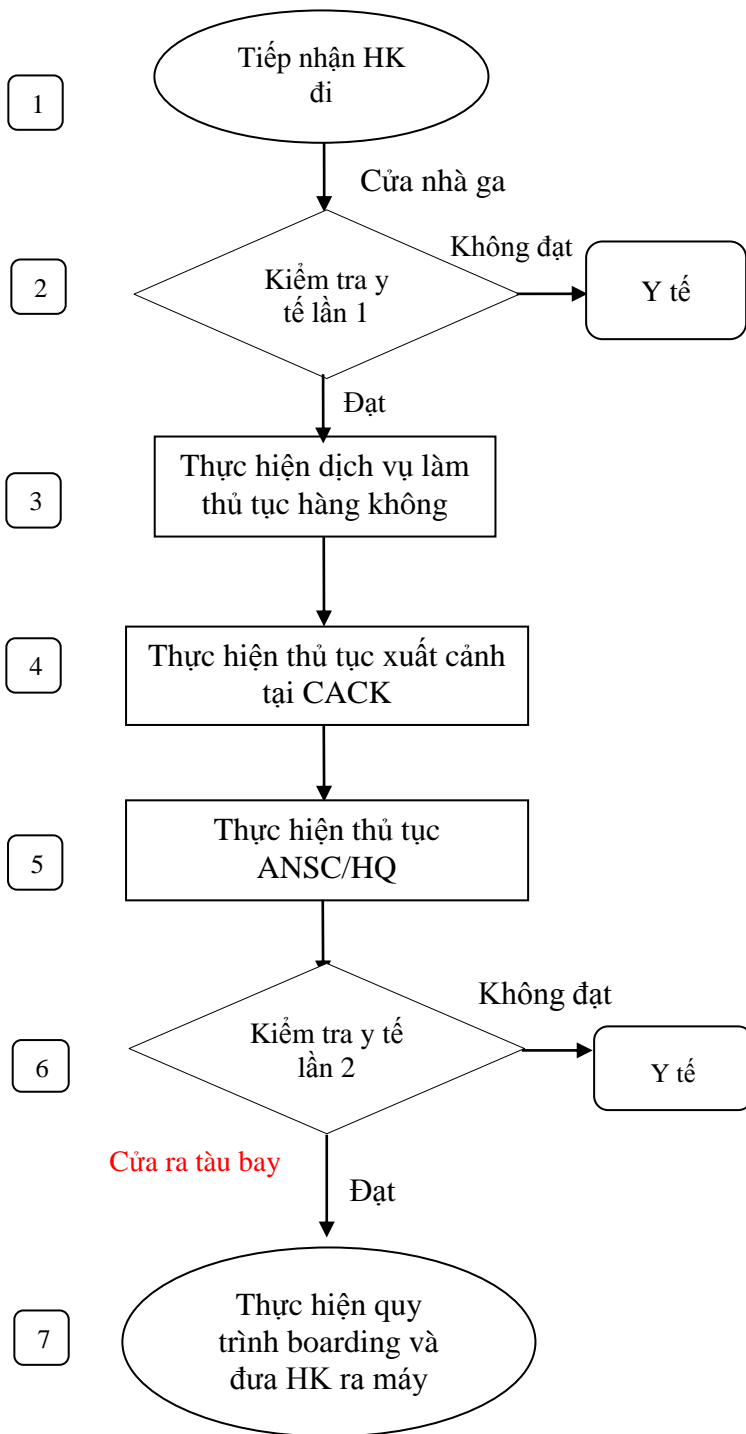 Tiếp nhận HK
đi
1
Cửa nhà ga
Không đạt
2
Kiểm tra y
tế lần 1
Y tế
Đạt
3
Thực hiện dịch vụ làm
thủ tục hàng không
4
Thực hiện thủ tục xuất cảnh
tại CACK
5
Thực hiện thủ tục
ANSC/HQ
Không đạt
6
Kiểm tra y tế
lần 2
Y tế
Cửa ra tàu bay
Đạt
7
Thực hiện quy
trình boarding và
đưa HK ra máy